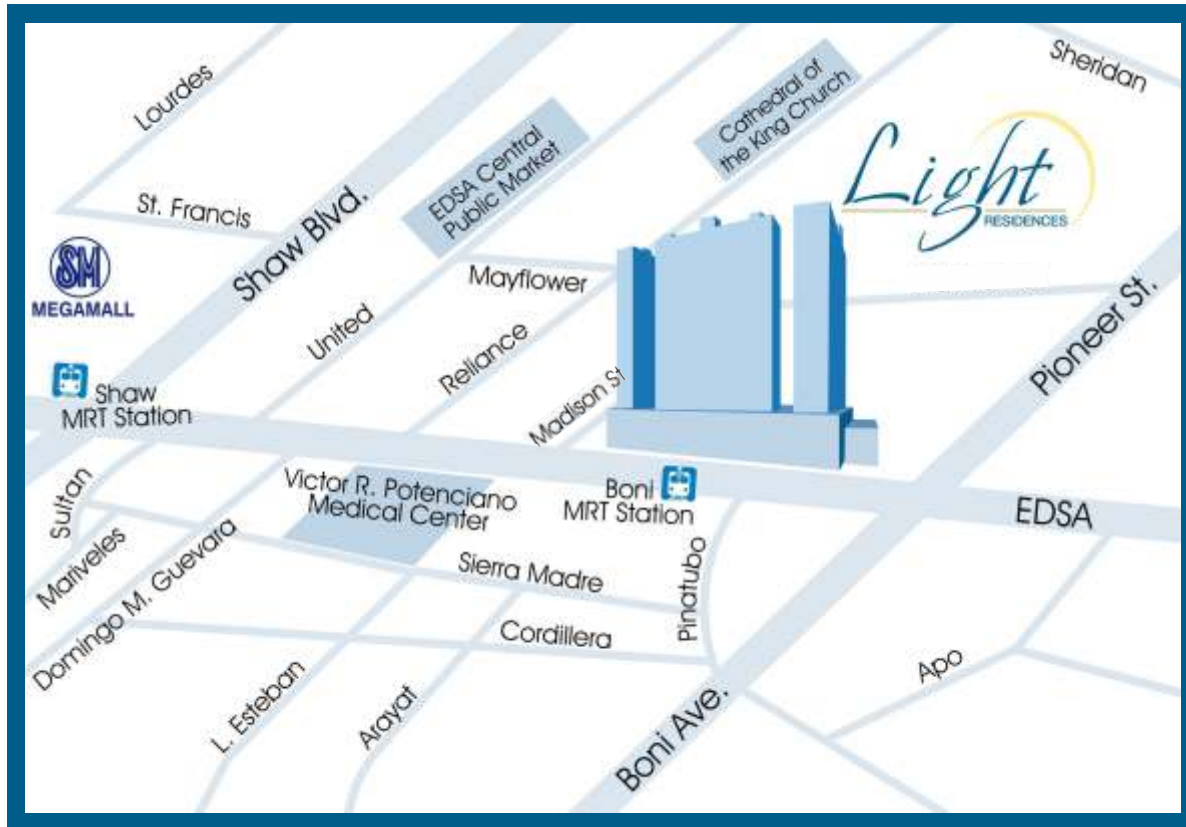 Lourdes
St. Francis
SM
MEGAMALL
Shaw Blvd.
EDSA Central
Public Market
Cathedral of
the King Church
Sheridan
Light
RESIDENCES
Mayflower
United
Reliance
Madison St
Pioneer St.
Shaw
MRT Station
Sultan
Mariveles
Domingo M. Guevara
Victor R. Potenciano
Medical Center
Boni
MRT Station
EDSA
Sierra Madre
Pinatubo
Cordillera
L. Esteban
Arayat
Boni Ave.
Apo